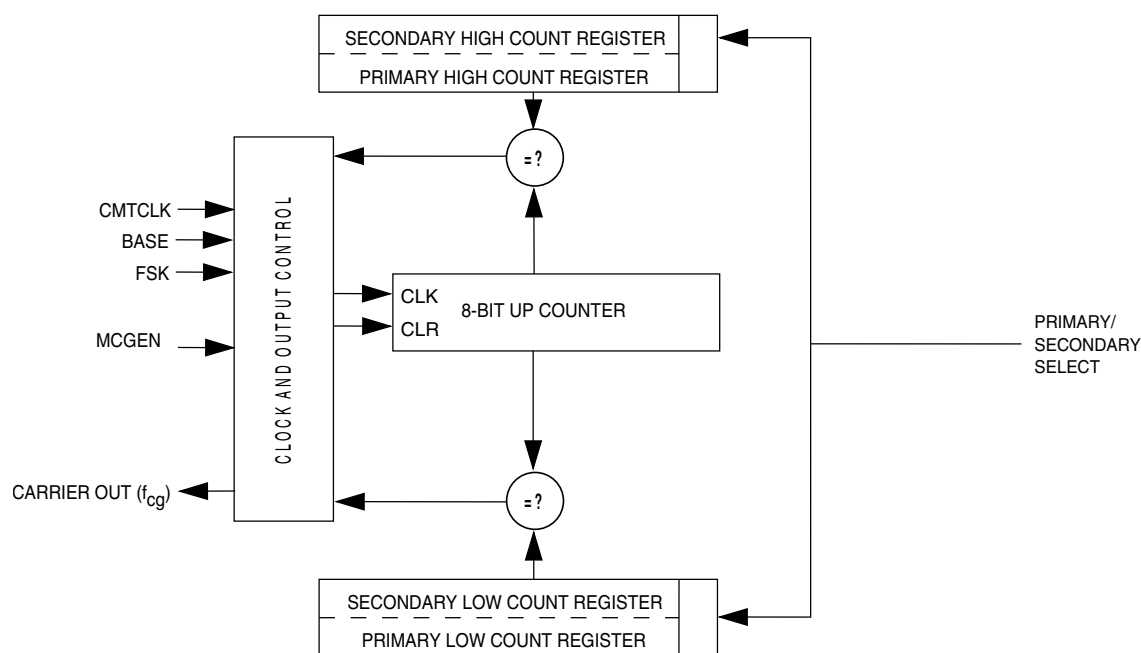 SECONDARY HIGH COUNT REGISTER
PRIMARY HIGH COUNT REGISTER
= ?
CMTCLK
BASE
FSK
MCGEN
CLOCK AND OUTPUT CONTROL
CLK
CLR
8-BIT UP COUNTER
PRIMARY/
SECONDARY
SELECT
CARRIER OUT (fcg)
= ?
SECONDARY LOW COUNT REGISTER
PRIMARY LOW COUNT REGISTER